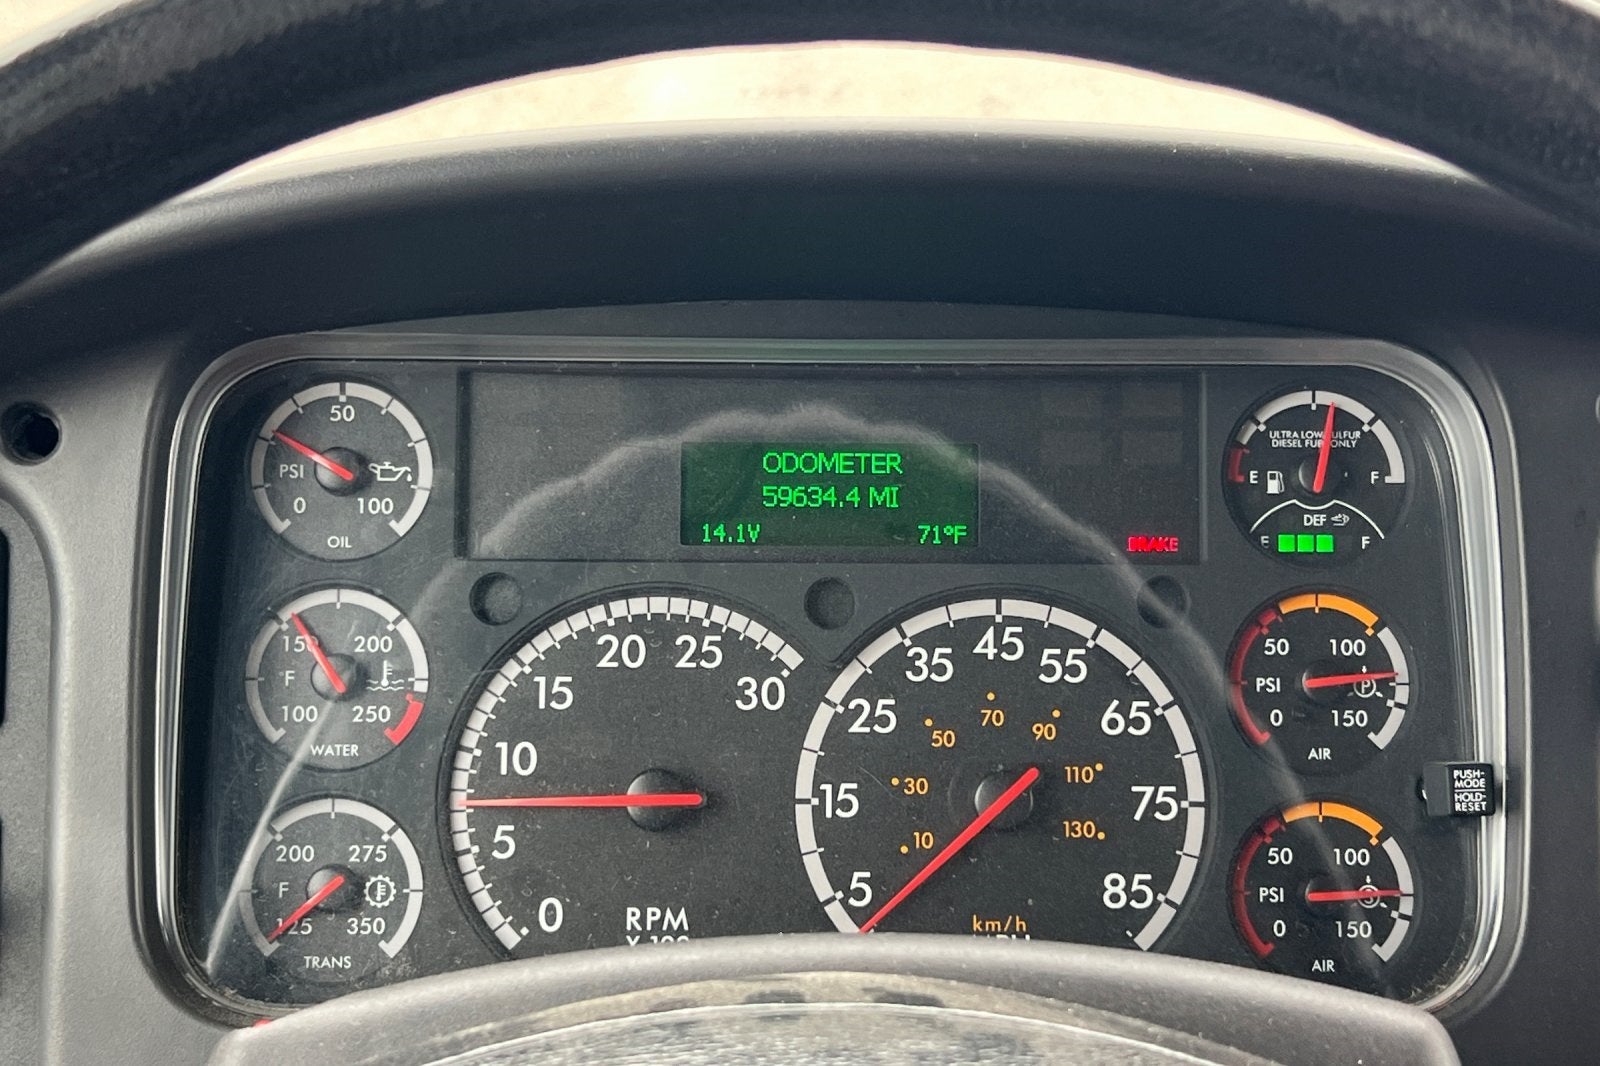 50
PSI
0
100
OIL
ODOMETER
59634.4 MI
14.1V
71°F
BRAKE
ULTRA LOW SULFUR
DIESEL FUEL ONLY
E
F
DEF
E
F
150
200
°F
100
250
WATER
200
275
°F
125
350
TRANS
0
5
10
15
20
25
30
RPM
X 100
5
15
25
35
45
55
65
75
85
10
30
50
70
90
110
130
km/h
MPH
50
100
PSI
P
0
150
AIR
PUSH-
MODE
HOLD-
RESET
50
100
PSI
S
0
150
AIR